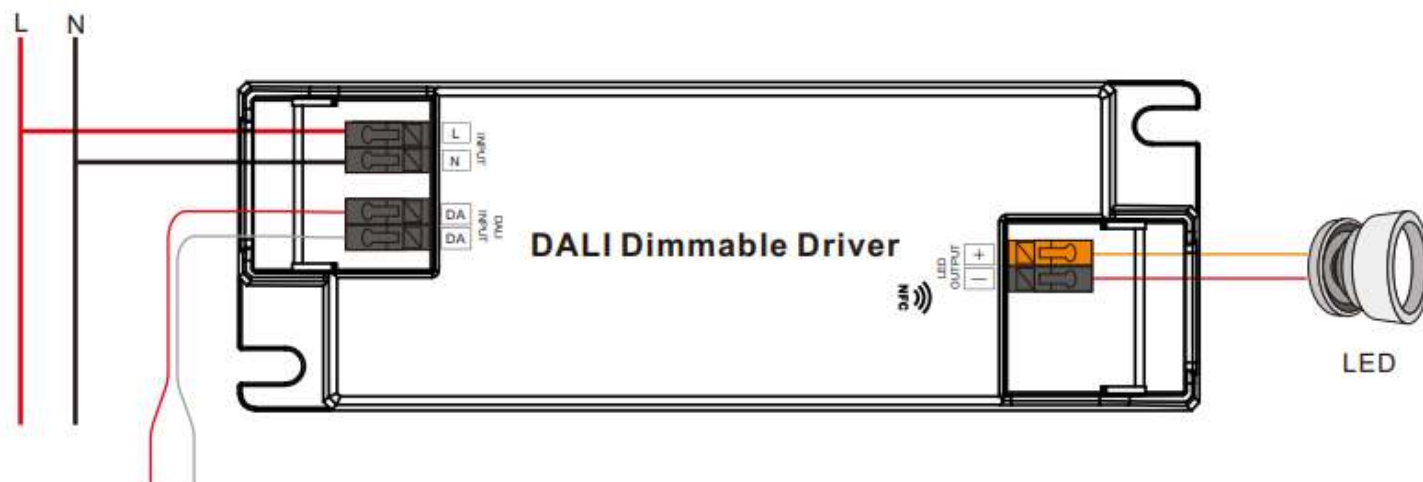 L N
L
N
INPUT
DA
DA
INPUT
DALI
DALI Dimmable Driver
NFC
LED
OUTPUT
+
—
LED